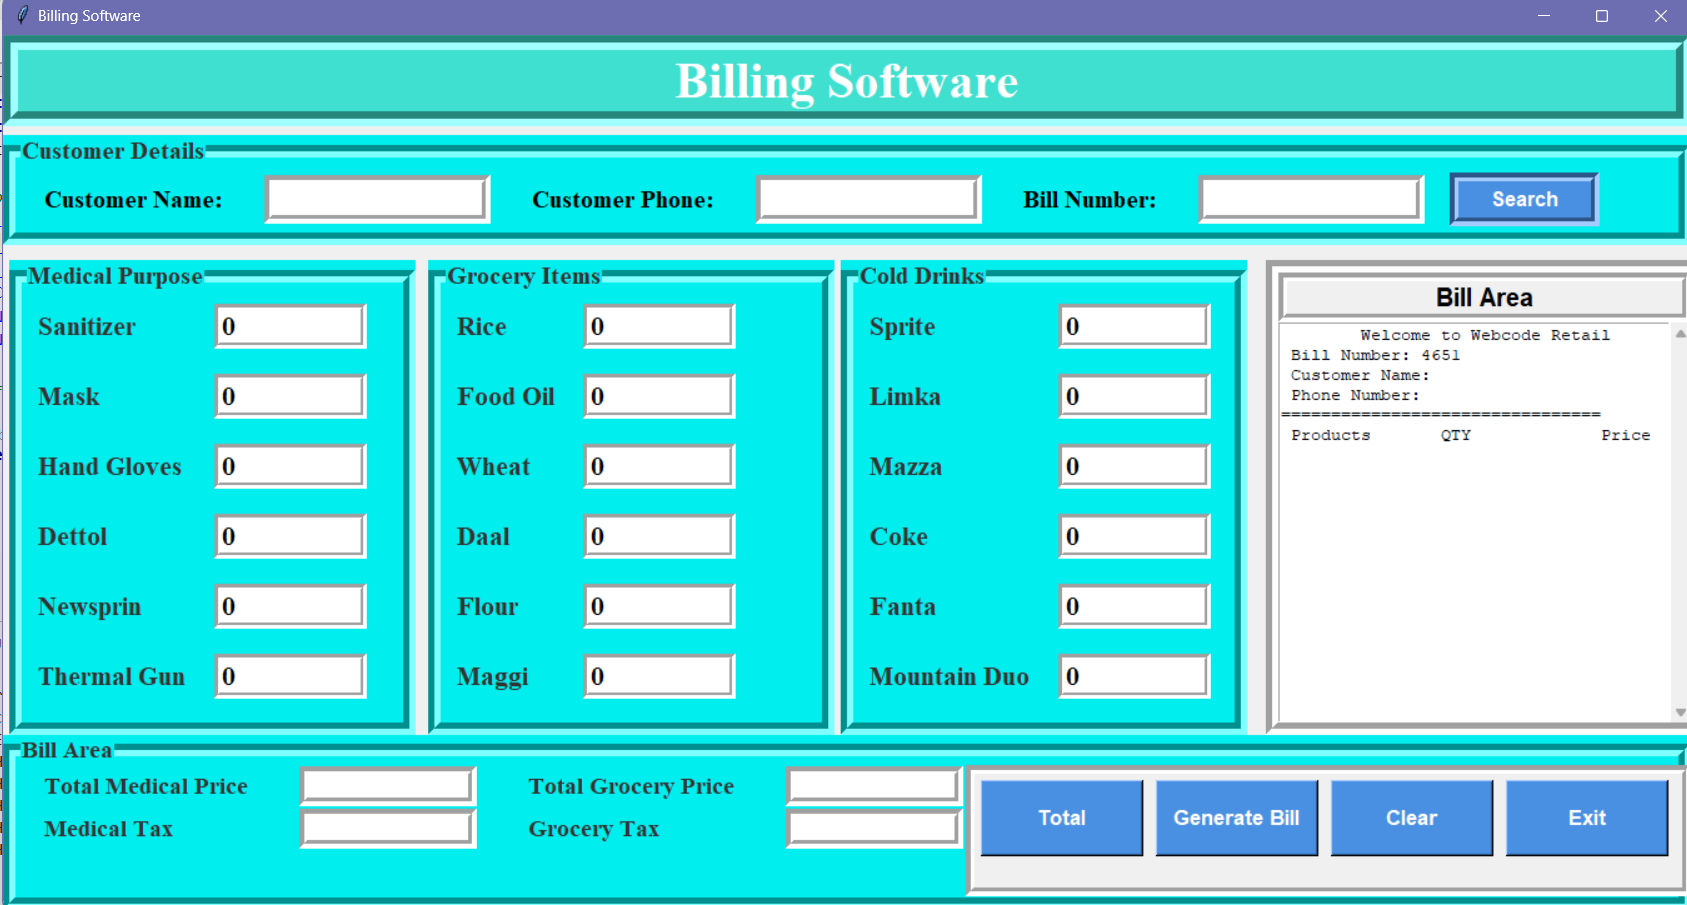 Billing Software
Billing Software
Customer Details
Customer Name: Customer Phone: Bill Number: Search
Medical Purpose
Sanitizer 0
Mask 0
Hand Gloves 0
Dettol 0
Newsprin 0
Thermal Gun 0
Grocery Items
Rice 0
Food Oil 0
Wheat 0
Daal 0
Flour 0
Maggi 0
Cold Drinks
Sprite 0
Limka 0
Mazza 0
Coke 0
Fanta 0
Mountain Duo 0
Bill Area
Welcome to Webcode Retail
Bill Number: 4651
Customer Name:
Phone Number:
================================
Products QTY Price
Bill Area
Total Medical Price Total Grocery Price
Medical Tax Grocery Tax
Total Generate Bill Clear Exit